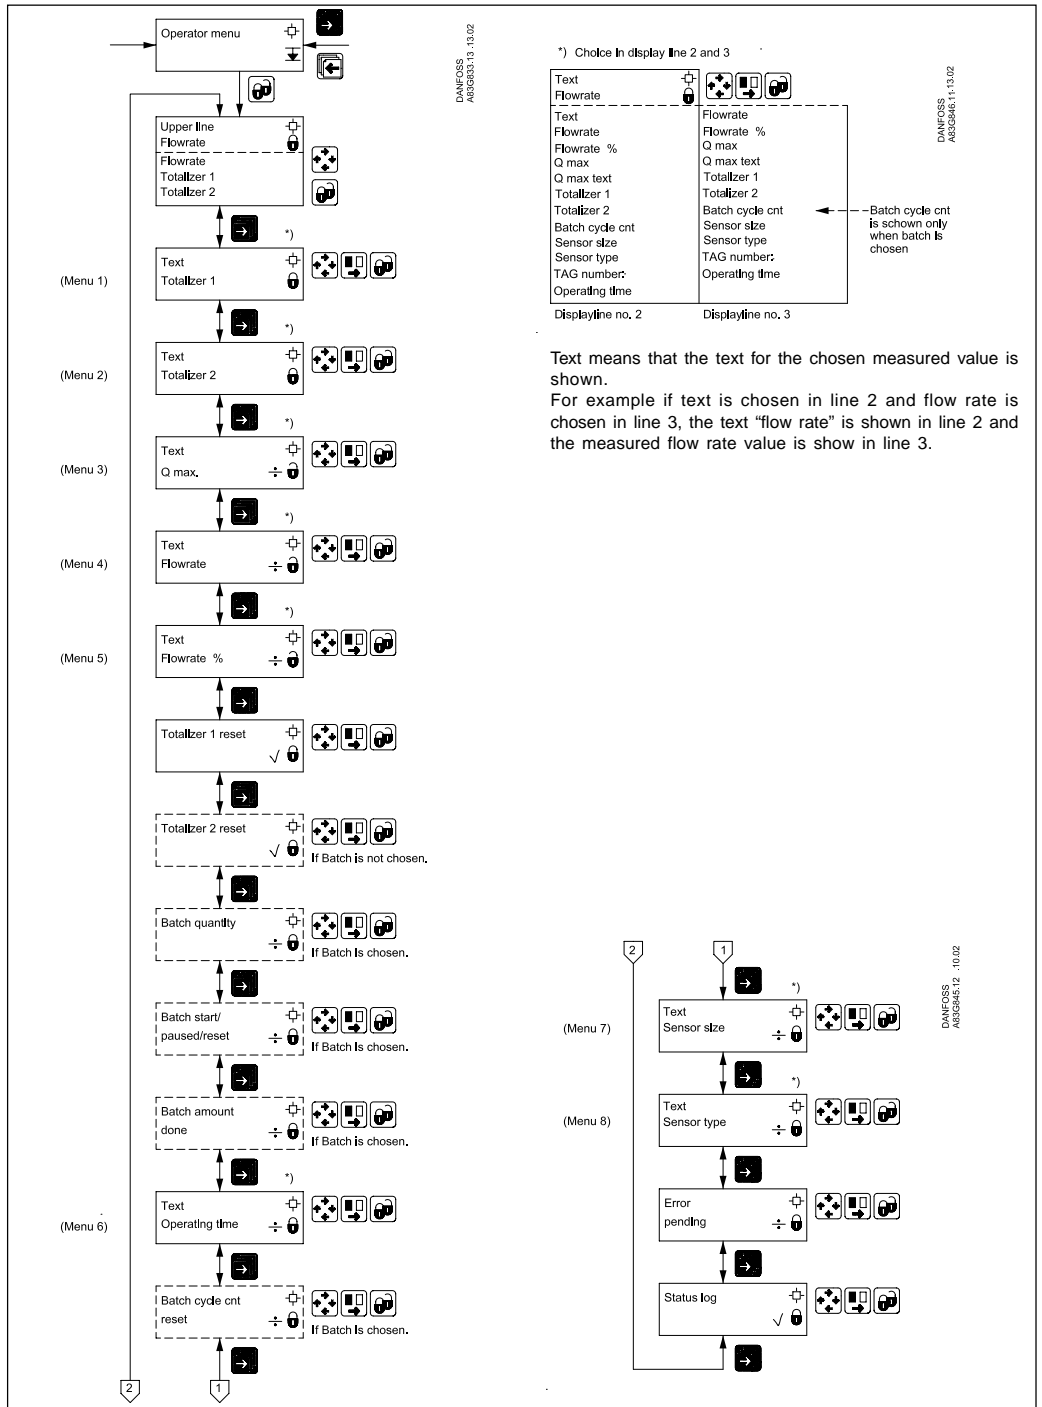 Operator menu
DANFOSS
A83G833.13 .13.02
Upper line
Flowrate
Flowrate
Totalizer 1
Totalizer 2
*)
(Menu 1)
Text
Totalizer 1
*)
(Menu 2)
Text
Totalizer 2
*)
(Menu 3)
Text
Q max.
*)
(Menu 4)
Text
Flowrate
*)
(Menu 5)
Text
Flowrate %
Totalizer 1 reset
Totalizer 2 reset
If Batch is not chosen.
Batch quantity
If Batch is chosen.
Batch start/
paused/reset
If Batch is chosen.
Batch amount
done
If Batch is chosen.
*)
(Menu 6)
Text
Operating time
Batch cycle cnt
reset
If Batch is chosen.
2
1
*) Choice in display line 2 and 3
DANFOSS
A83G846.11-13.02
Text
Flowrate
Text
Flowrate
Flowrate %
Q max
Q max text
Totalizer 1
Totalizer 2
Batch cycle cnt
Sensor size
Sensor type
TAG number:
Operating time
Flowrate
Flowrate %
Q max
Q max text
Totalizer 1
Totalizer 2
Batch cycle cnt
Sensor size
Sensor type
TAG number:
Operating time
Batch cycle cnt
is schown only
when batch is
chosen
Displayline no. 2
Displayline no. 3
Text means that the text for the chosen measured value is
shown.
For example if text is chosen in line 2 and flow rate is
chosen in line 3, the text “flow rate” is shown in line 2 and
the measured flow rate value is show in line 3.
2
1
DANFOSS
A83G845.12 .10.02
*)
(Menu 7)
Text
Sensor size
*)
(Menu 8)
Text
Sensor type
Error
pending
Status log